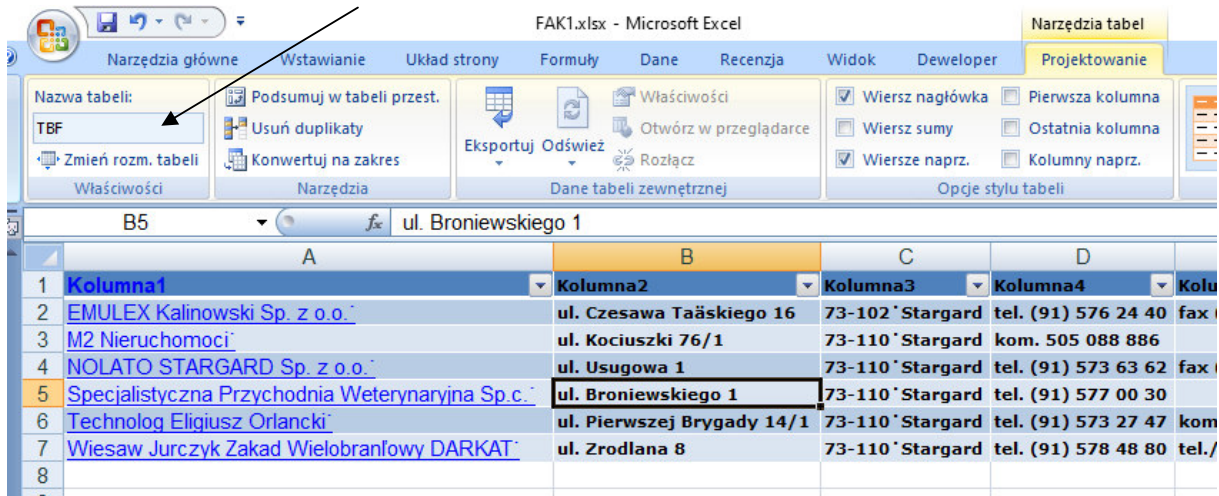 FAK1.xlsx - Microsoft Excel
Narzędzia tabel
Narzędzia główne Wstawianie Układ strony Formuły Dane Recenzja Widok Deweloper Projektowanie
Nazwa tabeli: Podsumuj w tabeli przest. Właściwości Wiersz nagłówka Pierwsza kolumna
TBF Usuń duplikaty Eksportuj Odśwież Otwórz w przeglądarce Wiersz sumy Ostatnia kolumna
Zmień rozm. tabeli Konwertuj na zakres Rozłącz Wiersze naprz. Kolumny naprz.
Właściwości Narzędzia Dane tabeli zewnętrznej Opcje stylu tabeli
B5 fx ul. Broniewskiego 1
A B C D
1 Kolumna1 Kolumna2 Kolumna3 Kolumna4 Kolu
2 EMULEX Kalinowski Sp. z o.o.˙ ul. Czesawa Taäskiego 16 73-102˙Stargard tel. (91) 576 24 40 fax (
3 M2 Nieruchomoci˙ ul. Kociuszki 76/1 73-110˙Stargard kom. 505 088 886
4 NOLATO STARGARD Sp. z o.o.˙ ul. Usugowa 1 73-110˙Stargard tel. (91) 573 63 62 fax (
5 Specjalistyczna Przychodnia Weterynaryjna Sp.c.˙ ul. Broniewskiego 1 73-110˙Stargard tel. (91) 577 00 30
6 Technolog Eligiusz Orlancki˙ ul. Pierwszej Brygady 14/1 73-110˙Stargard tel. (91) 573 27 47 kom
7 Wiesaw Jurczyk Zakad Wielobranľowy DARKAT˙ ul. Zrodlana 8 73-110˙Stargard tel. (91) 578 48 80 tel./
8